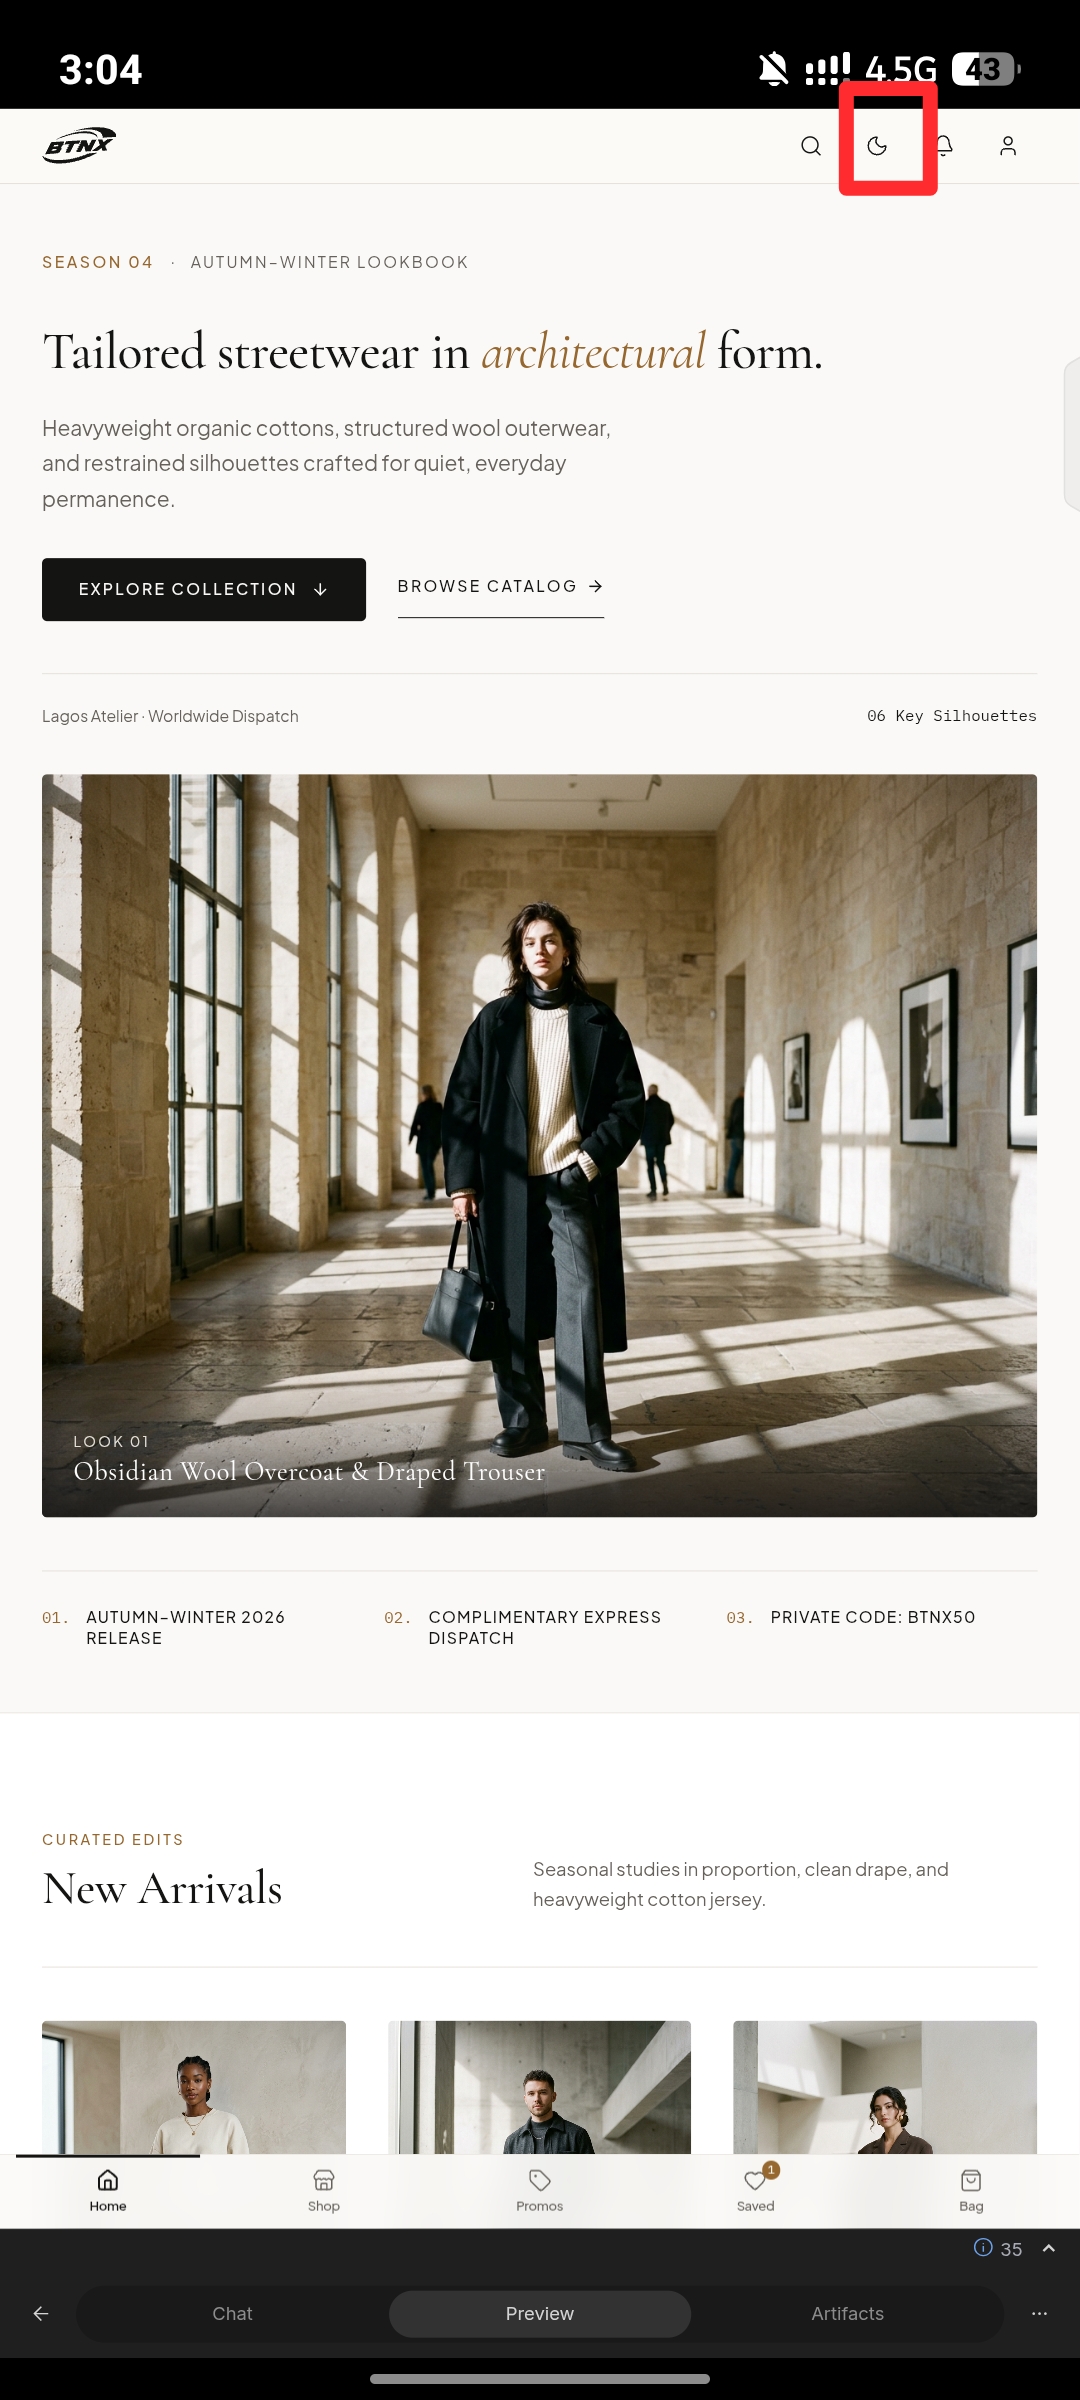 3:04
4.5G
43
BTNX
SEASON 04 · AUTUMN–WINTER LOOKBOOK
Tailored streetwear in architectural form.
Heavyweight organic cottons, structured wool outerwear,
and restrained silhouettes crafted for quiet, everyday
permanence.
EXPLORE COLLECTION ↓
BROWSE CATALOG →
Lagos Atelier · Worldwide Dispatch
06 Key Silhouettes
LOOK 01
Obsidian Wool Overcoat & Draped Trouser
01. AUTUMN–WINTER 2026
RELEASE
02. COMPLIMENTARY EXPRESS
DISPATCH
03. PRIVATE CODE: BTNX50
CURATED EDITS
New Arrivals
Seasonal studies in proportion, clean drape, and
heavyweight cotton jersey.
Home
Shop
Promos
1
Saved
Bag
35
Chat
Preview
Artifacts